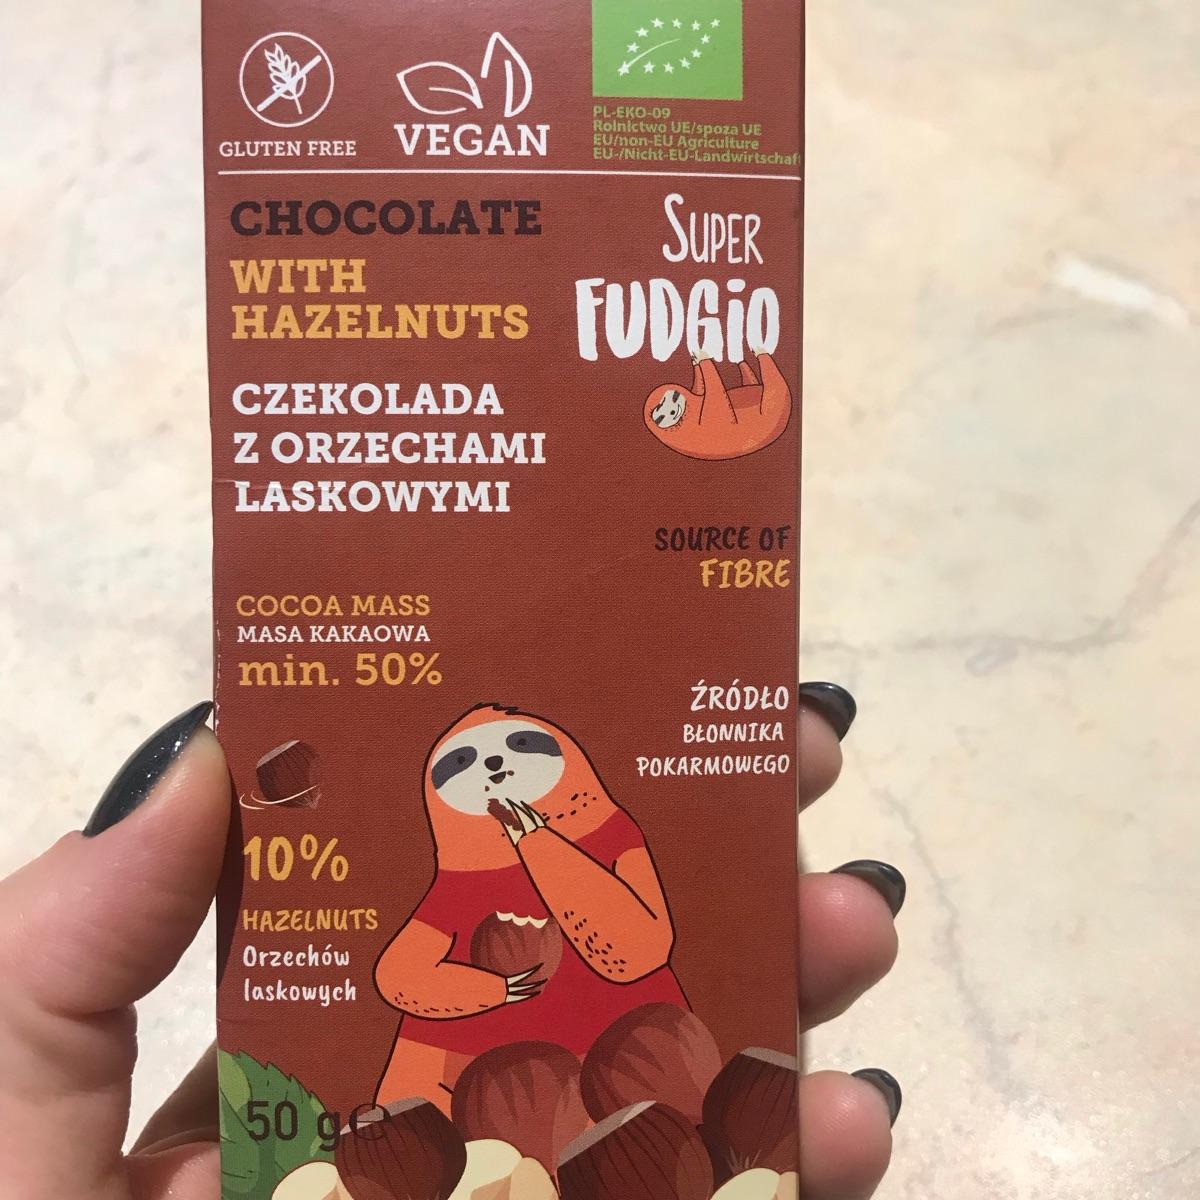 GLUTEN FREE
VEGAN
PL-EKO-09
Rolnictwo UE/spoza UE
EU/non-EU Agriculture
EU-/Nicht-EU-Landwirtschaf
CHOCOLATE
WITH
HAZELNUTS
SUPER
FUDGiO
CZEKOLADA
Z ORZECHAMI
LASKOWYMI
SOURCE OF
FIBRE
COCOA MASS
MASA KAKAOWA
min. 50%
ŹRÓDŁO
BŁONNIKA
POKARMOWEGO
10%
HAZELNUTS
Orzechów
laskowych
50 g ℮